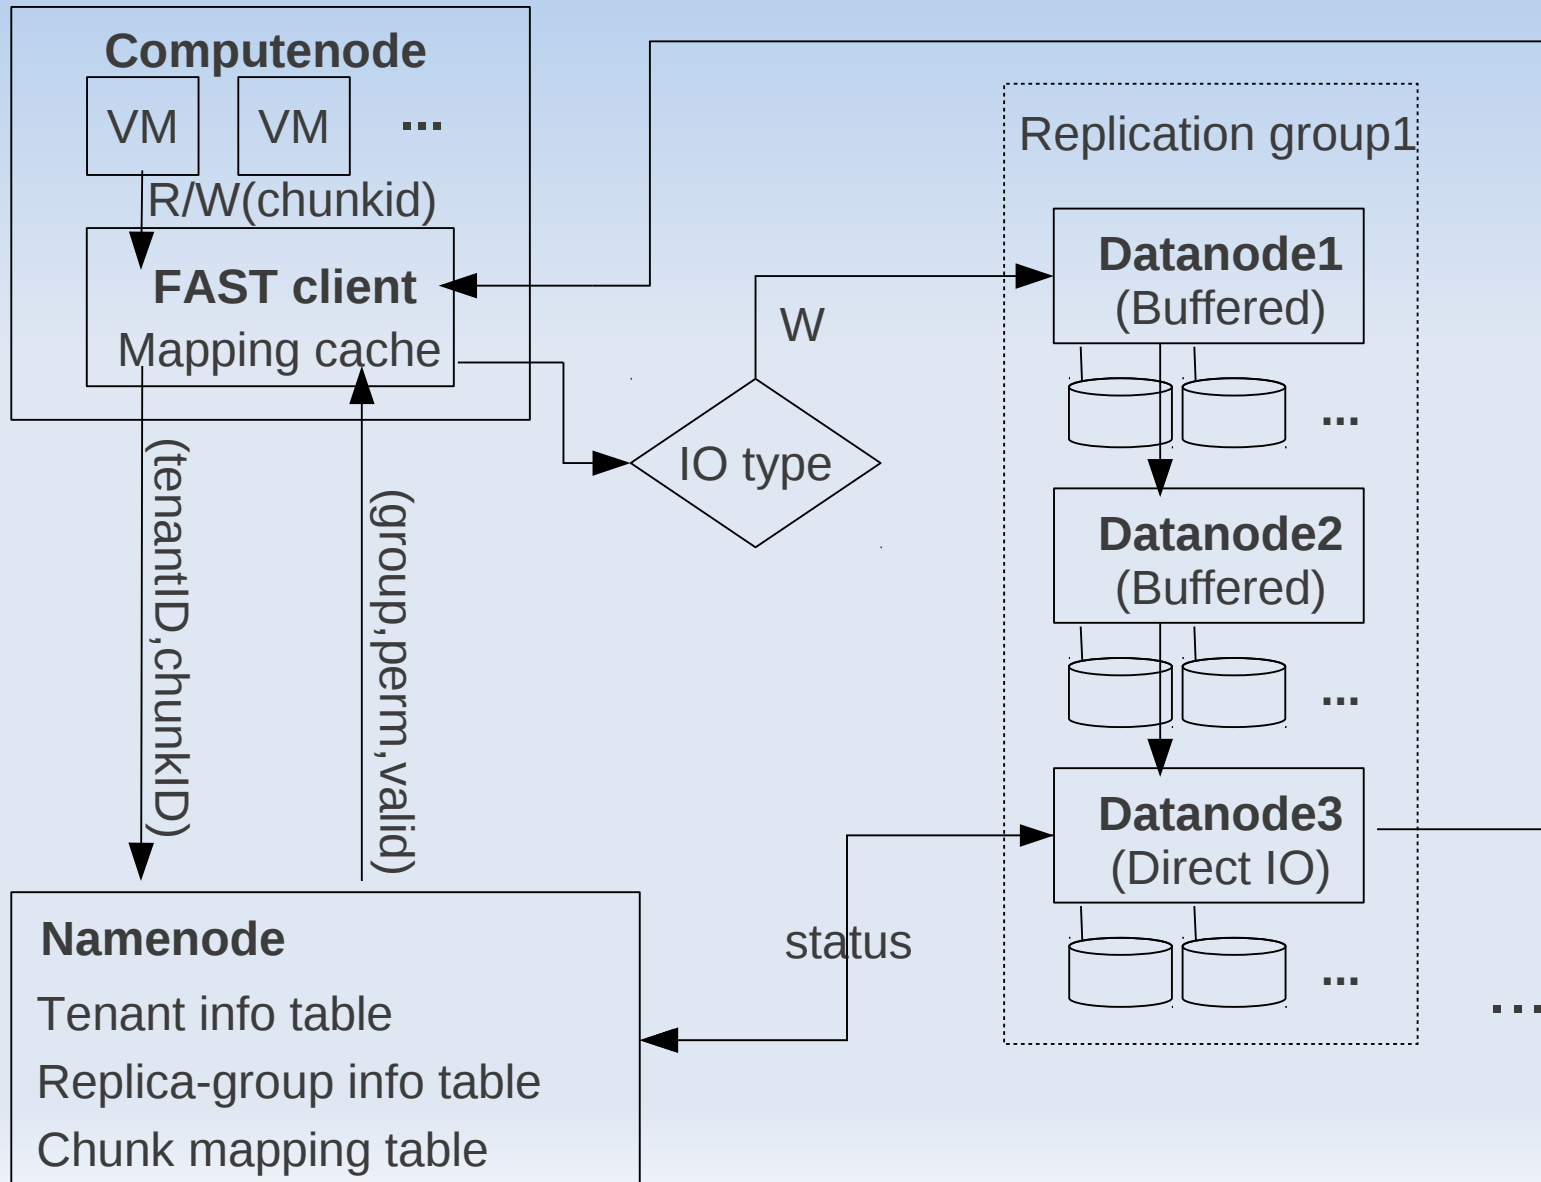 Computenode
VM
VM
...
R/W(chunkid)
FAST client
Mapping cache
(tenantID,chunkID)
(group,perm,valid)
IO type
W
Replication group1
Datanode1
(Buffered)
...
Datanode2
(Buffered)
...
Datanode3
(Direct IO)
...
...
status
Namenode
Tenant info table
Replica-group info table
Chunk mapping table